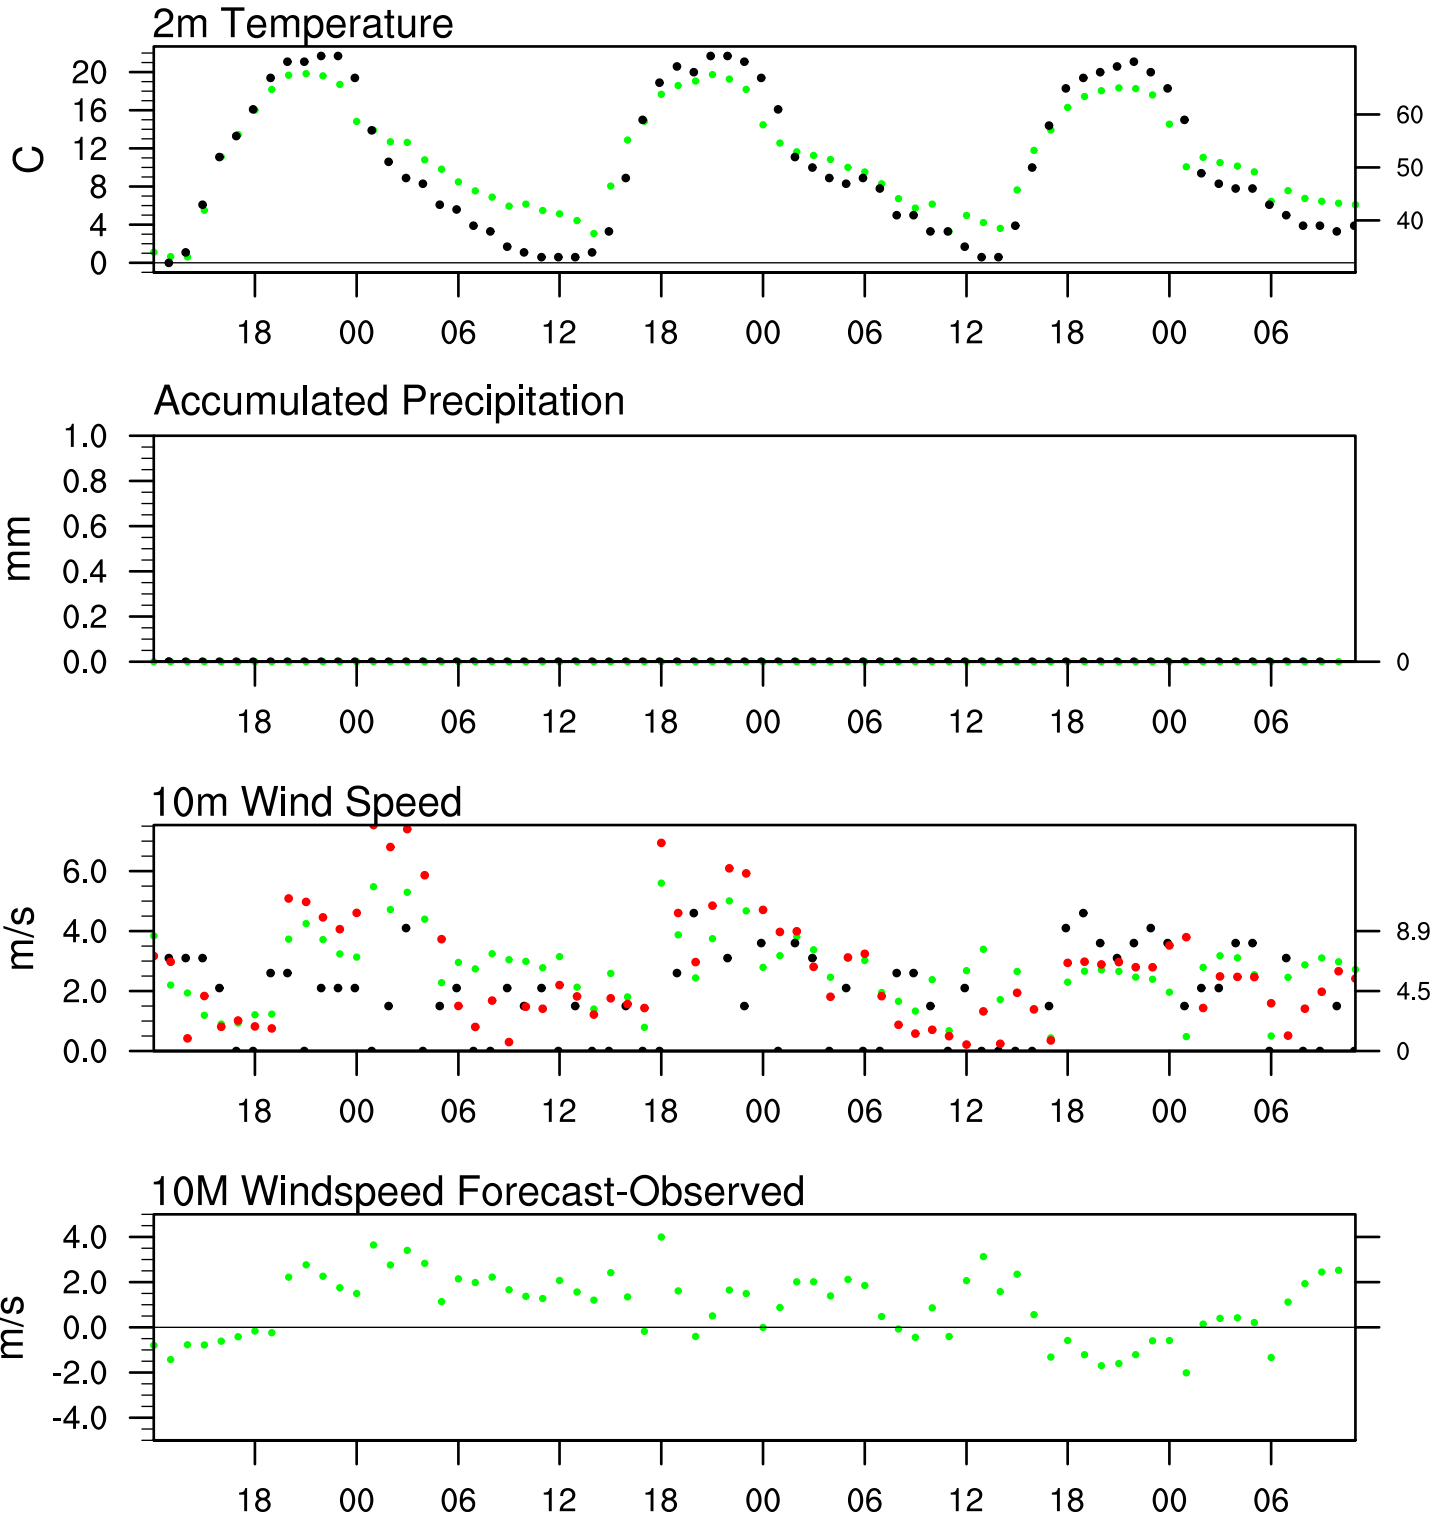 2m Temperature
20
16
12
8
4
0
C
60
50
40
18 00 06 12 18 00 06 12 18 00 06
Accumulated Precipitation
1.0
0.8
0.6
0.4
0.2
0.0
mm
0
18 00 06 12 18 00 06 12 18 00 06
10m Wind Speed
6.0
4.0
2.0
0.0
m/s
8.9
4.5
0
18 00 06 12 18 00 06 12 18 00 06
10M Windspeed Forecast-Observed
4.0
2.0
0.0
-2.0
-4.0
m/s
18 00 06 12 18 00 06 12 18 00 06